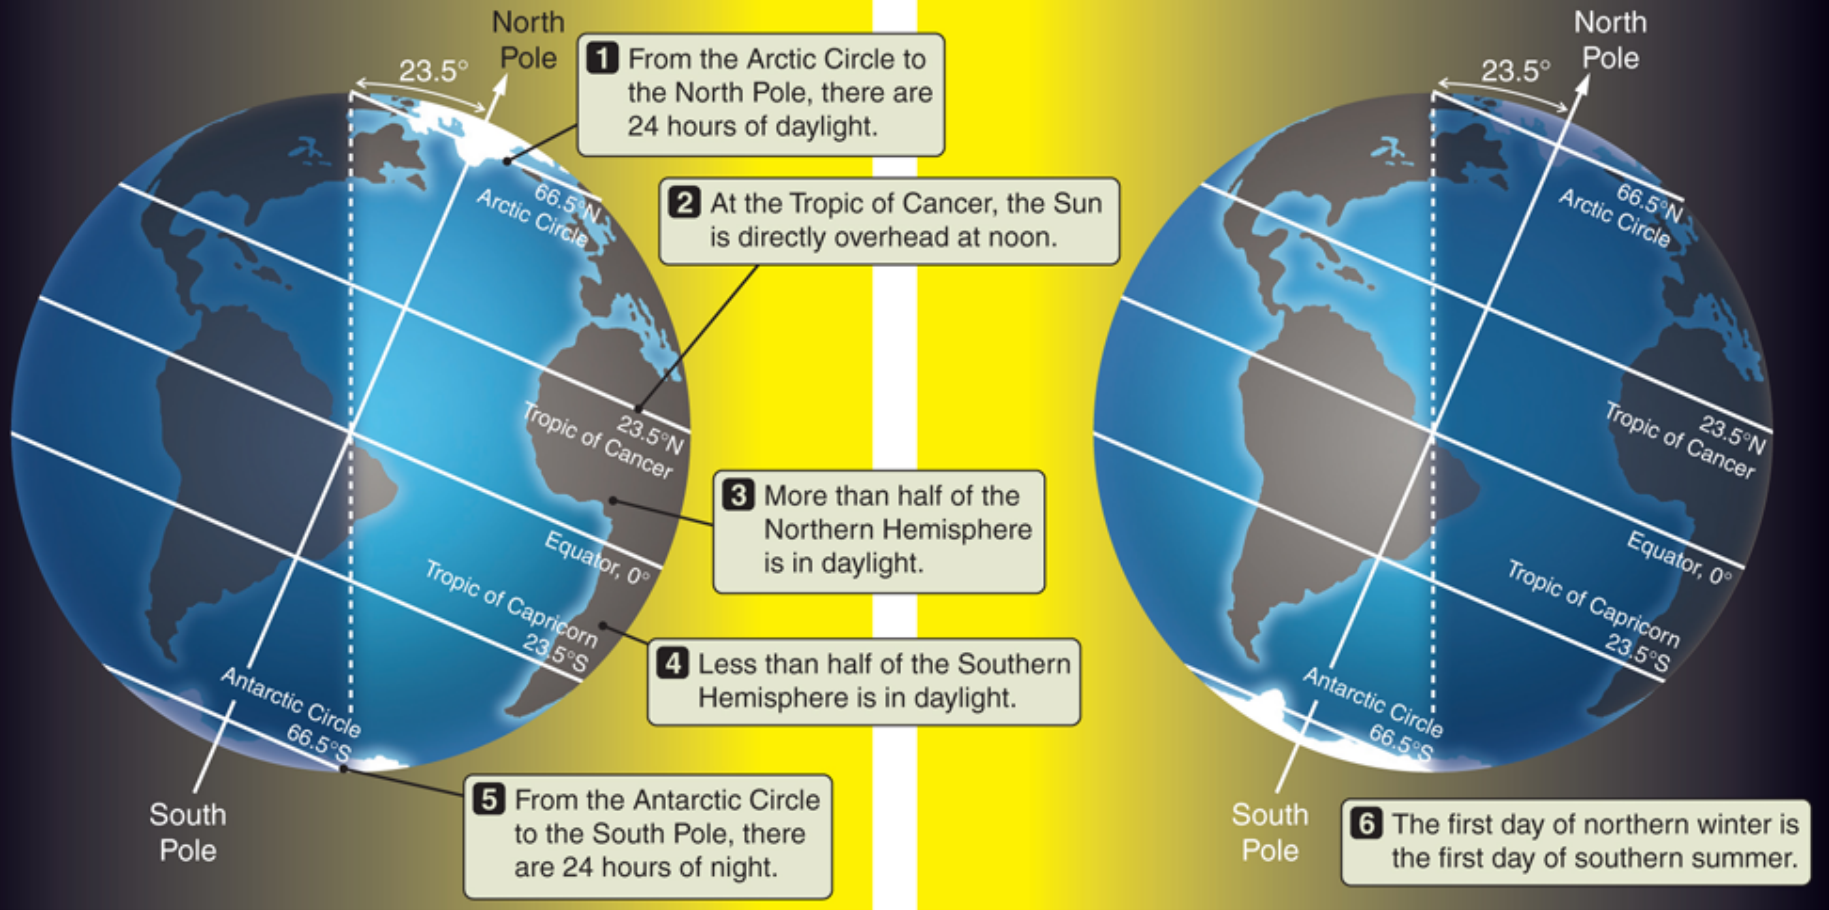 North
Pole
23.5°
1 From the Arctic Circle to
the North Pole, there are
24 hours of daylight.
66.5°N
Arctic Circle
2 At the Tropic of Cancer, the Sun
is directly overhead at noon.
23.5°N
Tropic of Cancer
3 More than half of the
Northern Hemisphere
is in daylight.
Equator, 0°
Tropic of Capricorn
23.5°S
4 Less than half of the Southern
Hemisphere is in daylight.
Antarctic Circle
66.5°S
5 From the Antarctic Circle
to the South Pole, there
are 24 hours of night.
South
Pole
North
Pole
23.5°
66.5°N
Arctic Circle
23.5°N
Tropic of Cancer
Equator, 0°
Tropic of Capricorn
23.5°S
Antarctic Circle
66.5°S
South
Pole
6 The first day of northern winter is
the first day of southern summer.